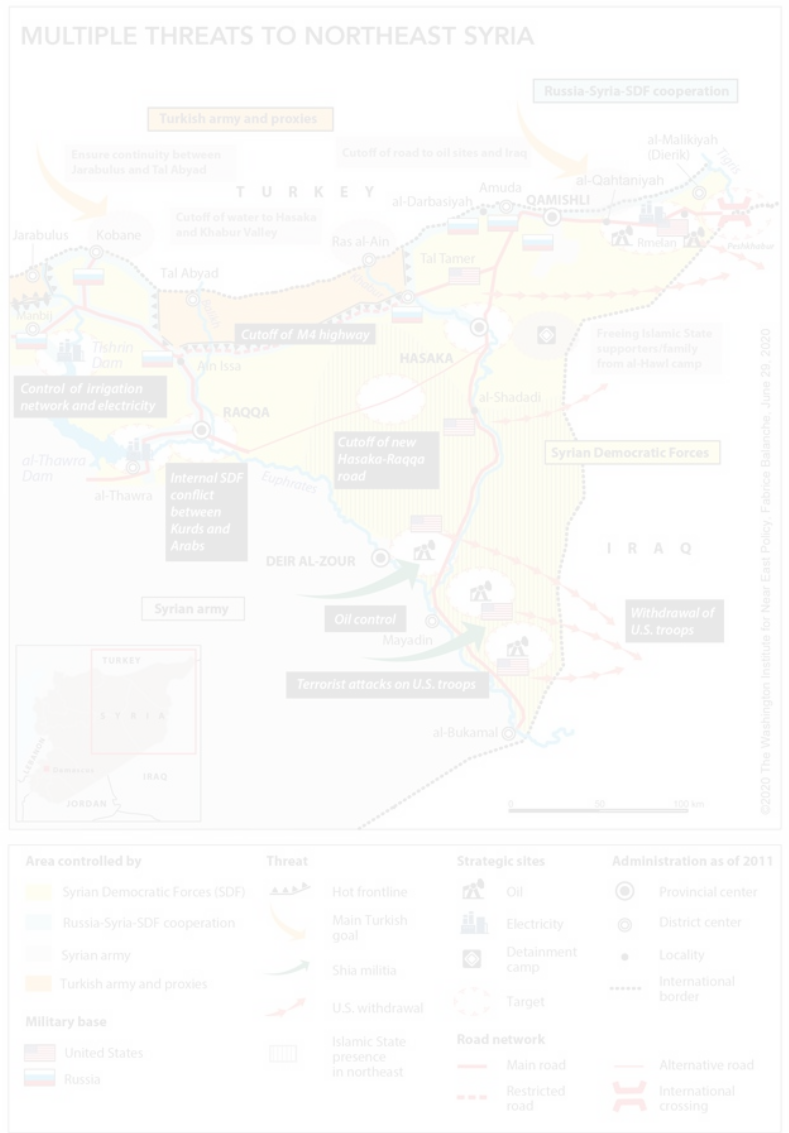 MULTIPLE THREATS TO NORTHEAST SYRIA
Russia-Syria-SDF cooperation
Turkish army and proxies
Ensure continuity between
Jarabulus and Tal Abyad
Cutoff of road to oil sites and Iraq
al-Malikiyah
(Dierik)
Tigris
TURKEY
al-Qahtaniyah
Amuda
al-Darbasiyah
QAMISHLI
Cutoff of water to Hasaka
and Khabur Valley
Jarabulus
Kobane
Ras al-Ain
Rmelan
Peshkhabur
Tal Abyad
Tal Tamer
Manbij
Cutoff of M4 highway
Tishrin
Dam
Ain Issa
HASAKA
Freeing Islamic State
supporters/family
from al-Hawl camp
Control of irrigation
network and electricity
al-Shadadi
RAQQA
Cutoff of new
Hasaka-Raqqa
road
Syrian Democratic Forces
al-Thawra
Dam
al-Thawra
Internal SDF
conflict
between
Kurds and
Arabs
Euphrates
IRAQ
DEIR AL-ZOUR
Syrian army
Oil control
Mayadin
Withdrawal of
U.S. troops
Terrorist attacks on U.S. troops
al-Bukamal
TURKEY
SYRIA
LEBANON
Damascus
IRAQ
JORDAN
0 50 100 km
©2020 The Washington Institute for Near East Policy, Fabrice Balanche, June 29, 2020
Area controlled by
Syrian Democratic Forces (SDF)
Russia-Syria-SDF cooperation
Syrian army
Turkish army and proxies
Military base
United States
Russia
Threat
Hot frontline
Main Turkish
goal
Shia militia
U.S. withdrawal
Islamic State
presence
in northeast
Strategic sites
Oil
Electricity
Detainment
camp
Target
Road network
Main road
Restricted
road
Administration as of 2011
Provincial center
District center
Locality
International
border
Alternative road
International
crossing